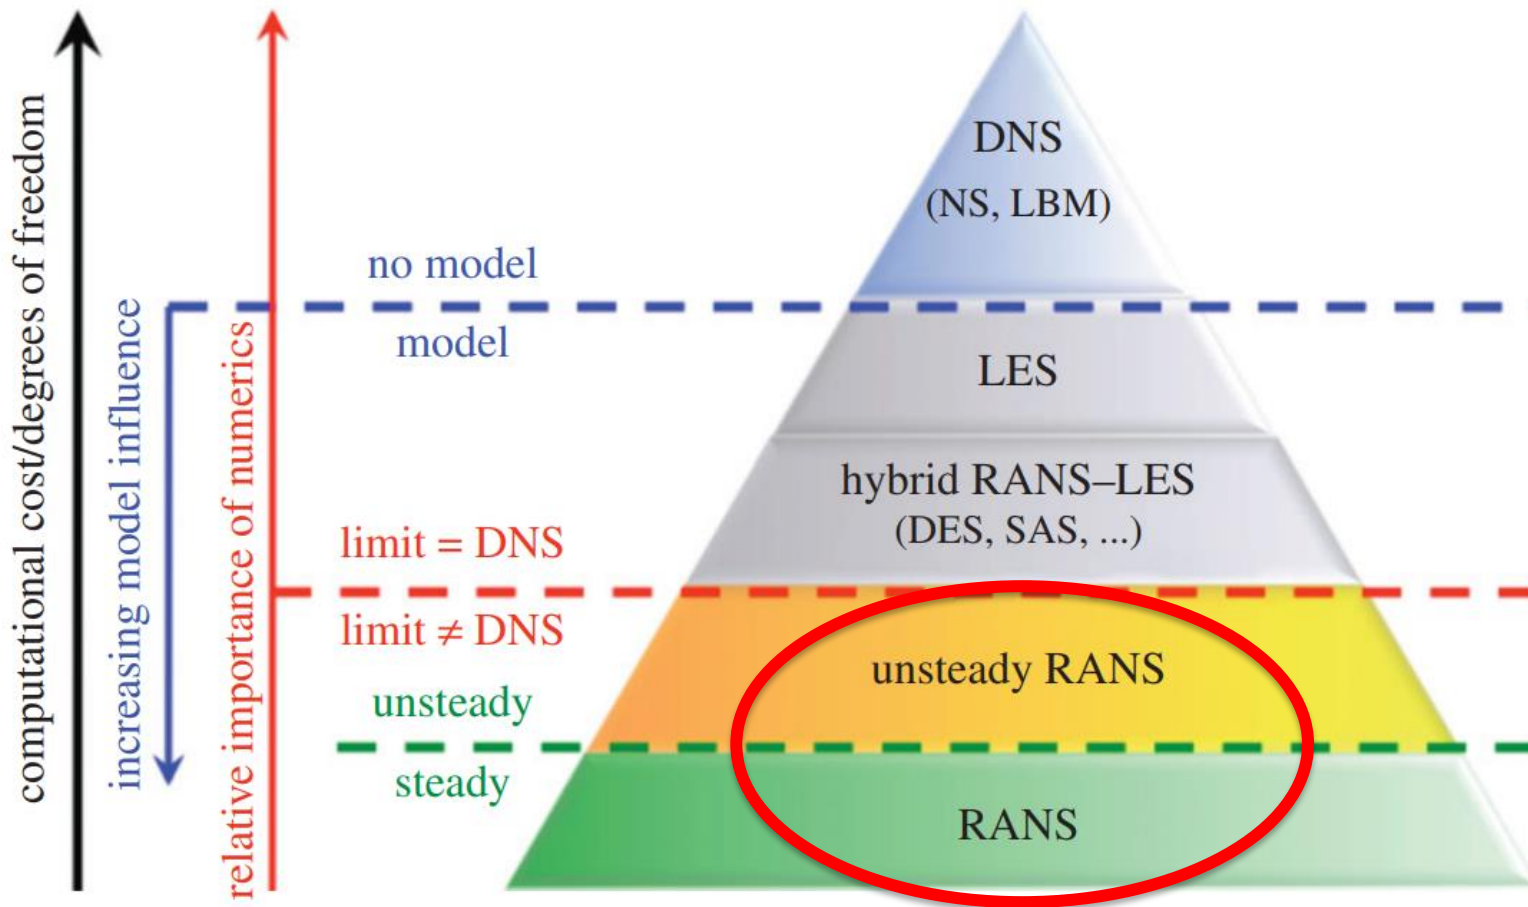 computational cost/degrees of freedom
increasing model influence
relative importance of numerics
no model
model
limit = DNS
limit ≠ DNS
unsteady
steady
DNS
(NS, LBM)
LES
hybrid RANS–LES
(DES, SAS, ...)
unsteady RANS
RANS